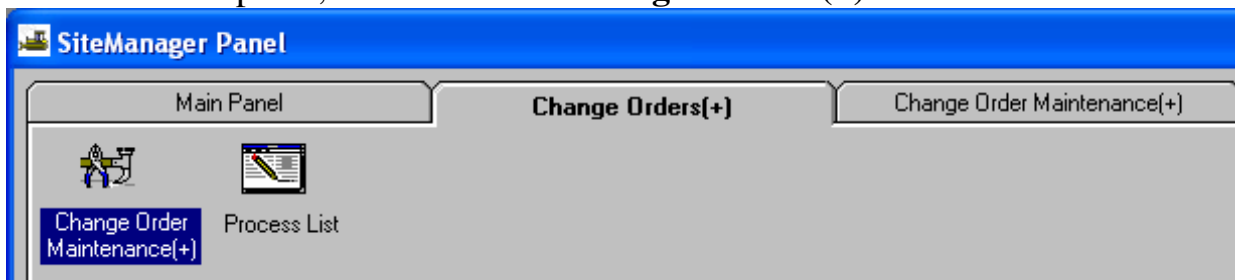 SiteManager Panel
Main Panel
Change Orders(+)
Change Order Maintenance(+)
Change Order
Maintenance(+)
Process List